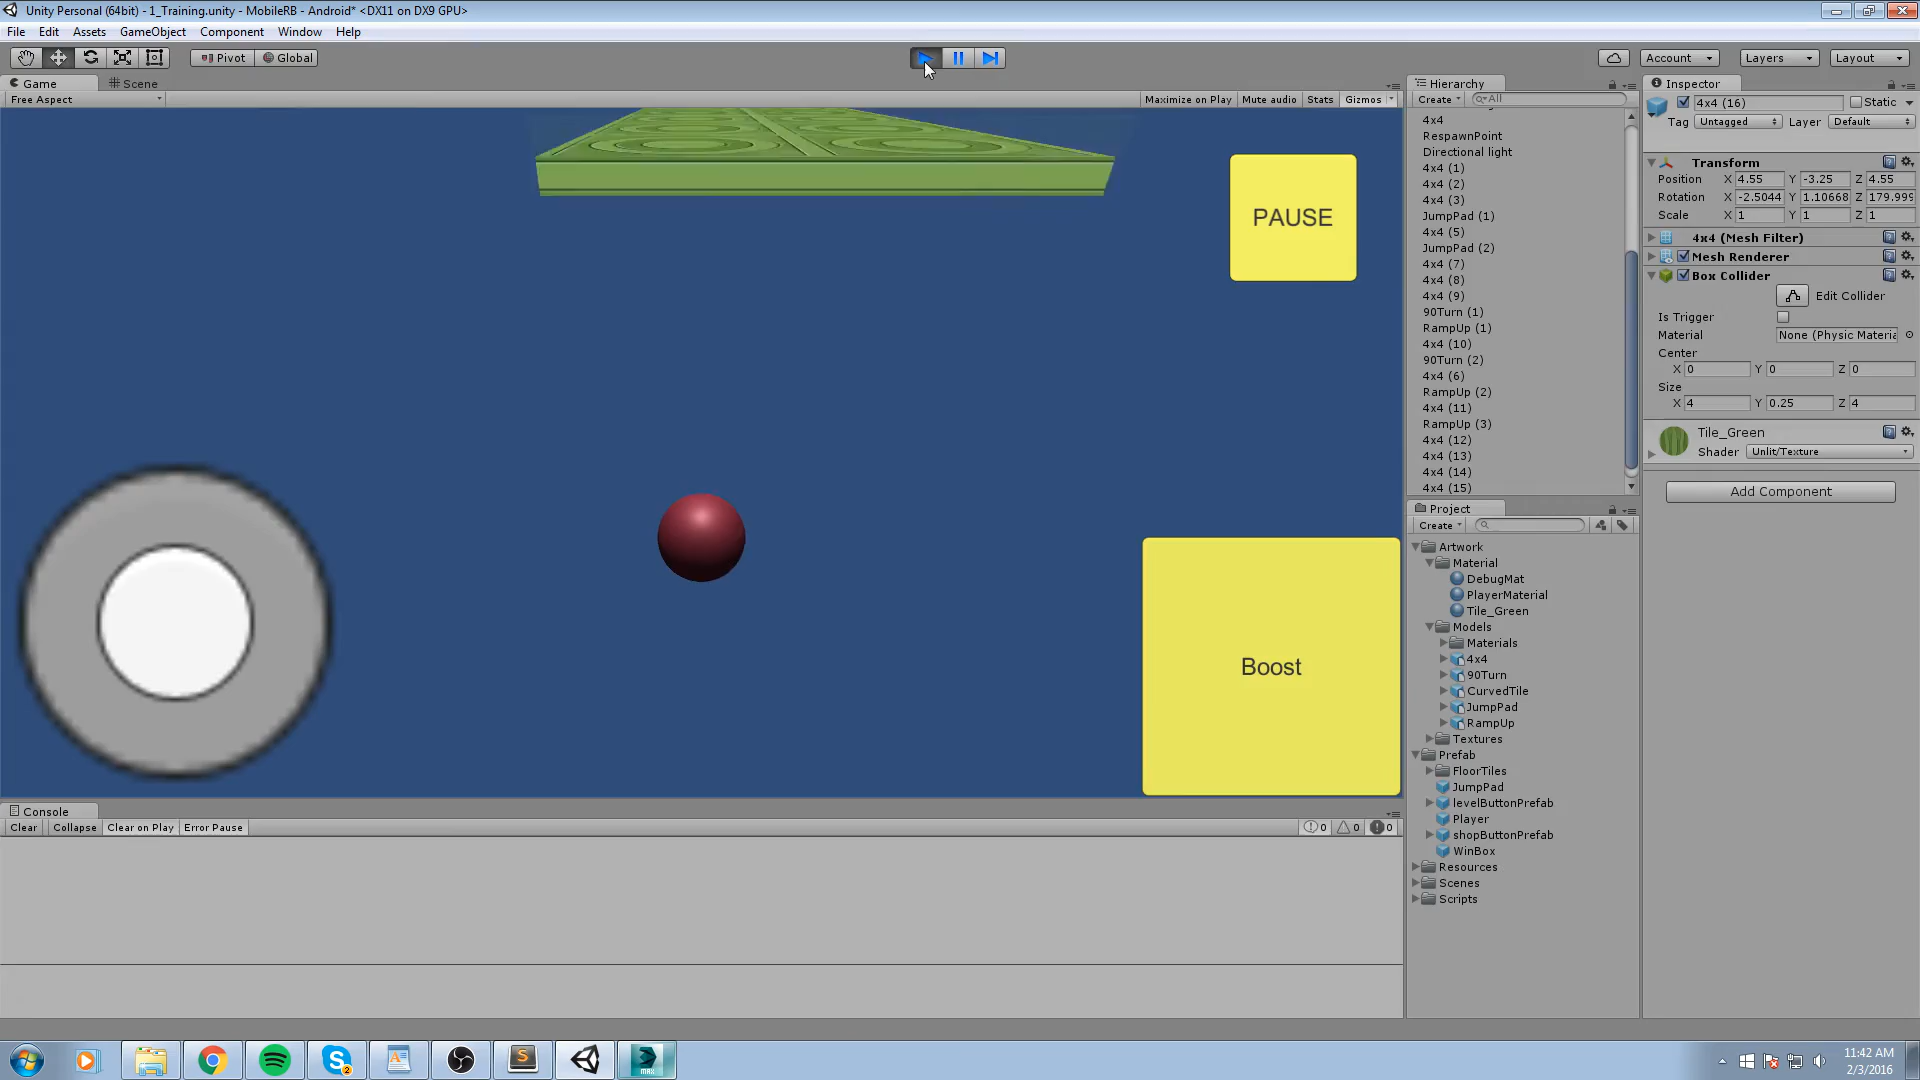 Unity Personal (64bit) - 1_Training.unity - MobileRB - Android* <DX11 on DX9 GPU>
File Edit Assets GameObject Component Window Help
Pivot Global Account Layers Layout
Game Scene
Free Aspect Maximize on Play Mute audio Stats Gizmos
PAUSE
Boost
Console
Clear Collapse Clear on Play Error Pause 0 0 0
Hierarchy
Create All
4x4
RespawnPoint
Directional light
4x4 (1)
4x4 (2)
4x4 (3)
JumpPad (1)
4x4 (5)
JumpPad (2)
4x4 (7)
4x4 (8)
4x4 (9)
90Turn (1)
RampUp (1)
4x4 (10)
90Turn (2)
4x4 (6)
RampUp (2)
4x4 (11)
RampUp (3)
4x4 (12)
4x4 (13)
4x4 (14)
4x4 (15)
Project
Create
Artwork
Material
DebugMat
PlayerMaterial
Tile_Green
Models
Materials
4x4
90Turn
CurvedTile
JumpPad
RampUp
Textures
Prefab
FloorTiles
JumpPad
levelButtonPrefab
Player
shopButtonPrefab
WinBox
Resources
Scenes
Scripts
Inspector
4x4 (16) Static
Tag Untagged Layer Default
Transform
Position X 4.55 Y -3.25 Z 4.55
Rotation X -2.5044 Y 1.10668 Z 179.999
Scale X 1 Y 1 Z 1
4x4 (Mesh Filter)
Mesh Renderer
Box Collider
Edit Collider
Is Trigger
Material None (Physic Materia
Center
X 0 Y 0 Z 0
Size
X 4 Y 0.25 Z 4
Tile_Green
Shader Unlit/Texture
Add Component
S 2 S MAX
11:42 AM
2/3/2016